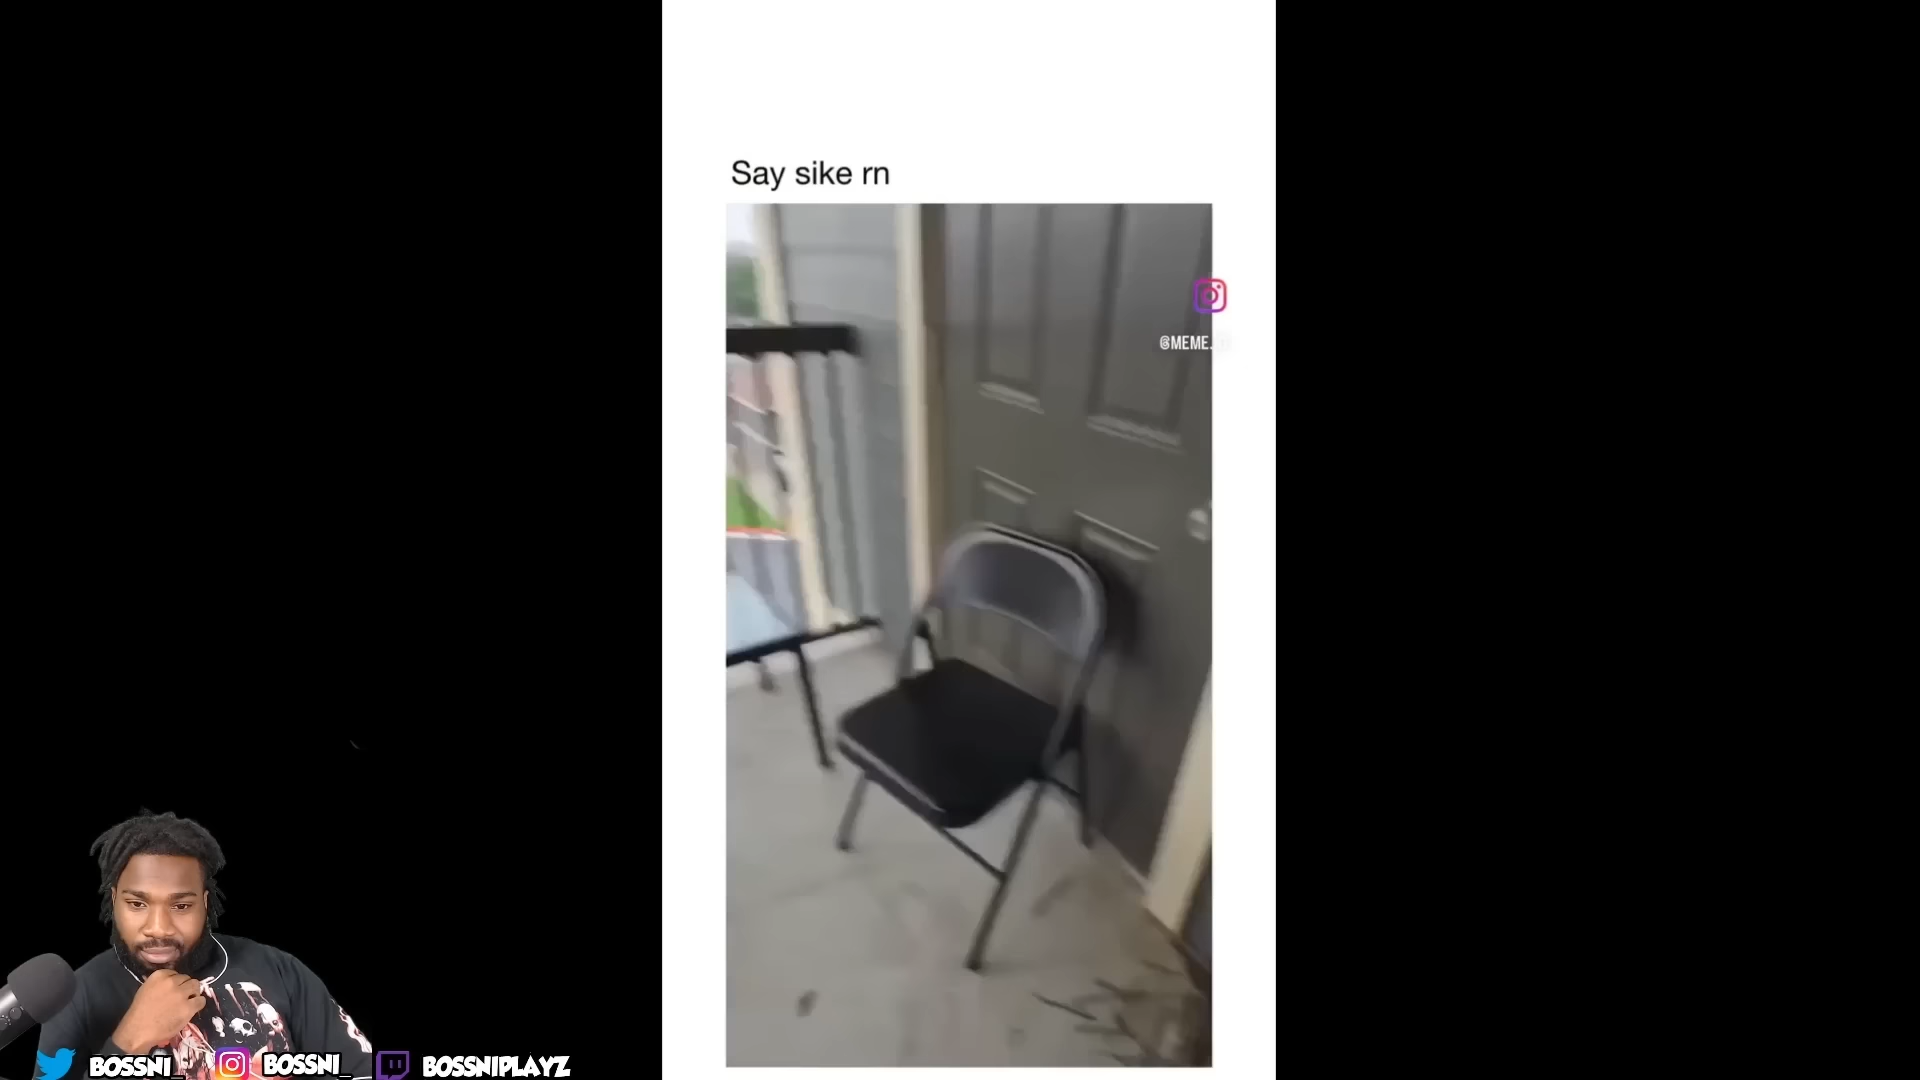 Say sike rn
@MEME.
BOSSNI_
BOSSNI_
BOSSNIPLAYZ